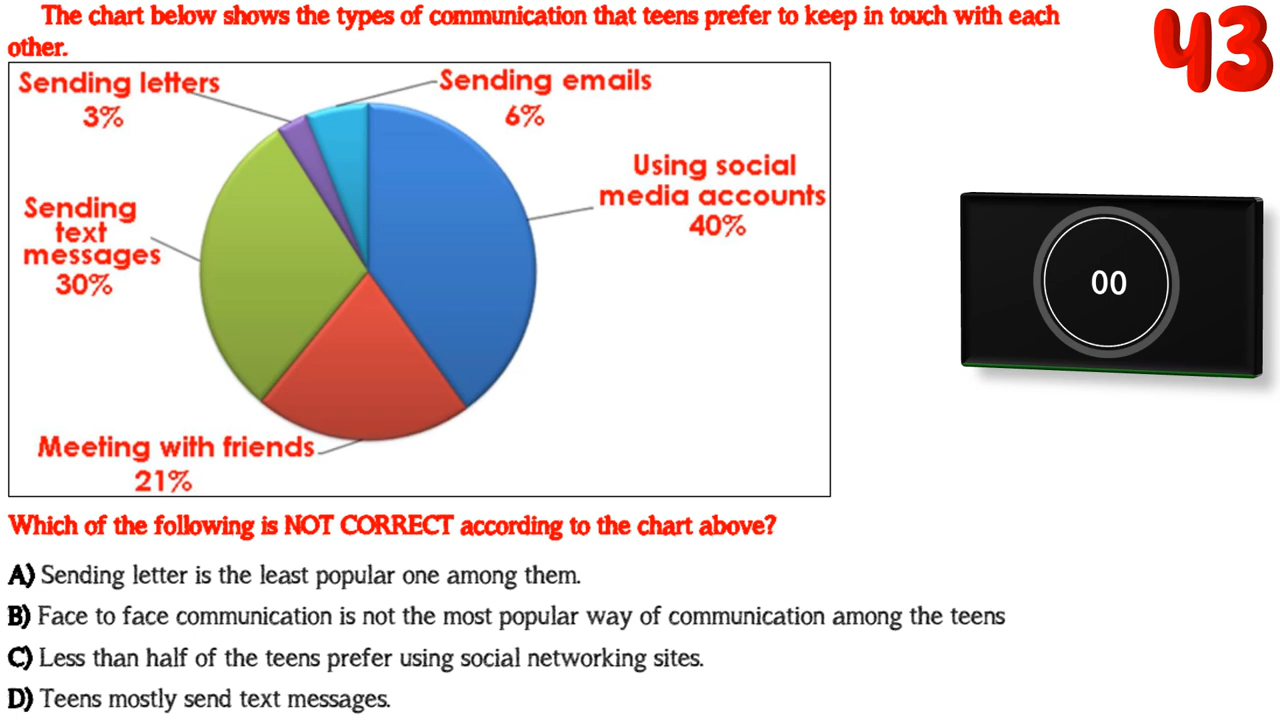 The chart below shows the types of communication that teens prefer to keep in touch with each
other.
43
Sending letters
3%
Sending emails
6%
Using social
media accounts
40%
Sending
text
messages
30%
00
Meeting with friends
21%
Which of the following is NOT CORRECT according to the chart above?
A) Sending letter is the least popular one among them.
B) Face to face communication is not the most popular way of communication among the teens
C) Less than half of the teens prefer using social networking sites.
D) Teens mostly send text messages.